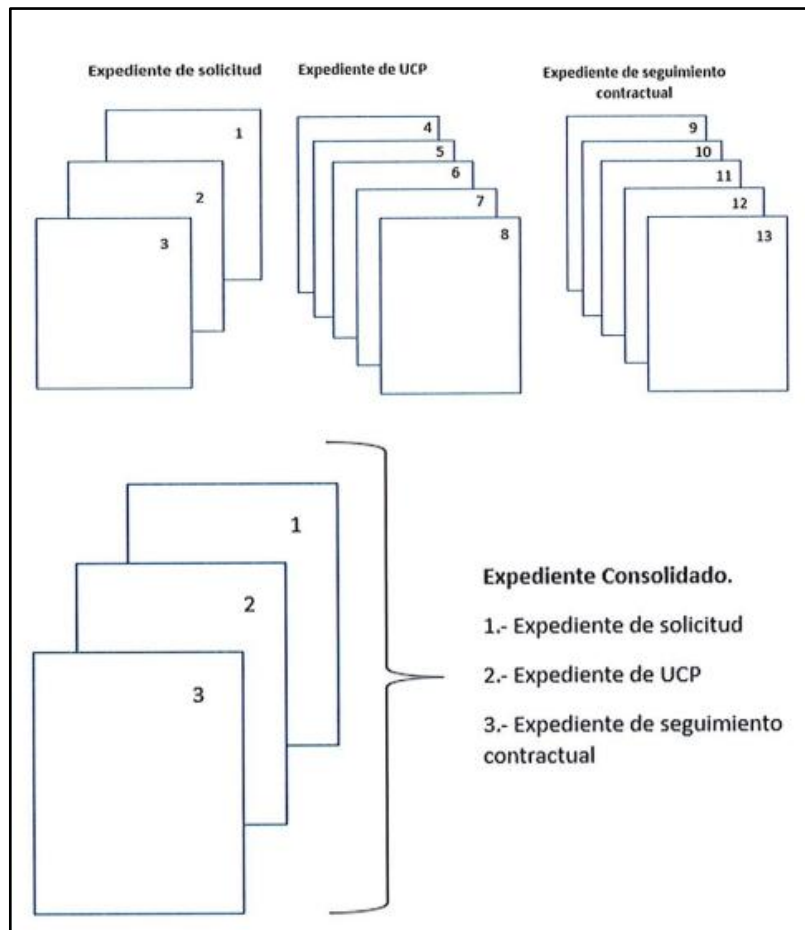 Expediente de solicitud
Expediente de UCP
Expediente de seguimiento
contractual
1
2
3
4
5
6
7
8
9
10
11
12
13
1
2
3
Expediente Consolidado.
1.- Expediente de solicitud
2.- Expediente de UCP
3.- Expediente de seguimiento
contractual